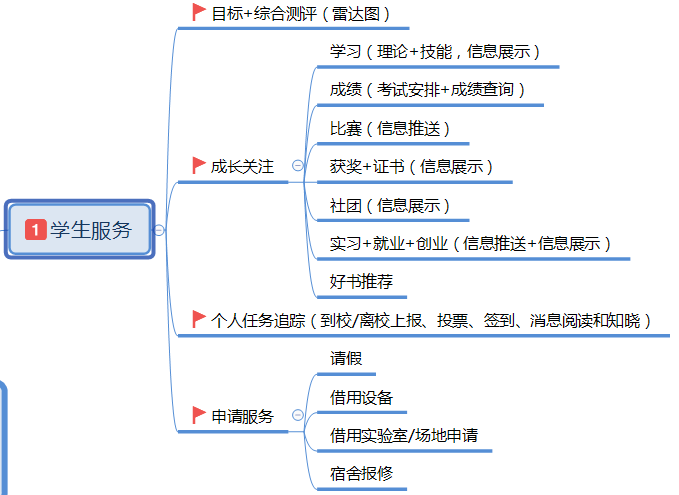 目标+综合测评（雷达图）
学习（理论+技能，信息展示）
成绩（考试安排+成绩查询）
比赛（信息推送）
成长关注
获奖+证书（信息展示）
社团（信息展示）
1 学生服务
实习+就业+创业（信息推送+信息展示）
好书推荐
个人任务追踪（到校/离校上报、投票、签到、消息阅读和知晓）
请假
借用设备
申请服务
借用实验室/场地申请
宿舍报修